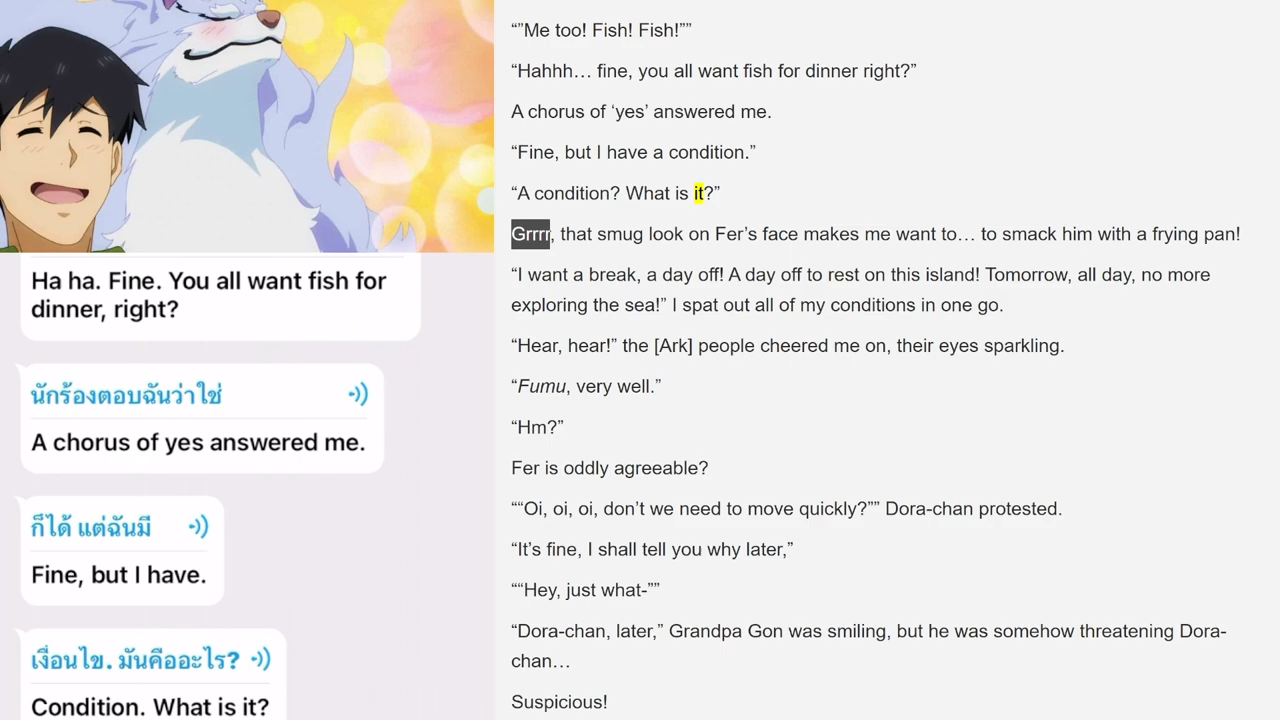 Ha ha. Fine. You all want fish for
dinner, right?
นักร้องตอบฉันว่าใช่
A chorus of yes answered me.
ก็ได้ แต่ฉันมี
Fine, but I have.
เงื่อนไข. มันคืออะไร?
Condition. What is it?
“”Me too! Fish! Fish!””
“Hahhh… fine, you all want fish for dinner right?”
A chorus of ‘yes’ answered me.
“Fine, but I have a condition.”
“A condition? What is it?”
Grrrr, that smug look on Fer’s face makes me want to… to smack him with a frying pan!
“I want a break, a day off! A day off to rest on this island! Tomorrow, all day, no more
exploring the sea!” I spat out all of my conditions in one go.
“Hear, hear!” the [Ark] people cheered me on, their eyes sparkling.
“Fumu, very well.”
“Hm?”
Fer is oddly agreeable?
““Oi, oi, oi, don’t we need to move quickly?”” Dora-chan protested.
“It’s fine, I shall tell you why later,”
““Hey, just what-””
“Dora-chan, later,” Grandpa Gon was smiling, but he was somehow threatening Dora-
chan…
Suspicious!